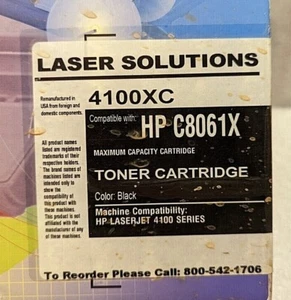 LASER SOLUTIONS
Remanufactured in
USA from foreign and
domestic components.
4100XC
Compatible with: HP C8061X
MAXIMUM CAPACITY CARTRIDGE
TONER CARTRIDGE
Color: Black
Machine Compatibility:
HP LASERJET 4100 SERIES
All product names
listed are registered
trademarks of their
respective holders.
The brand names of
machines listed are
intended only to
show the
compatibility of
this product with
these machines. This
product is not
affiliated with the
manufacturer of any
of these machines.
To Reorder Please Call: 800-542-1706